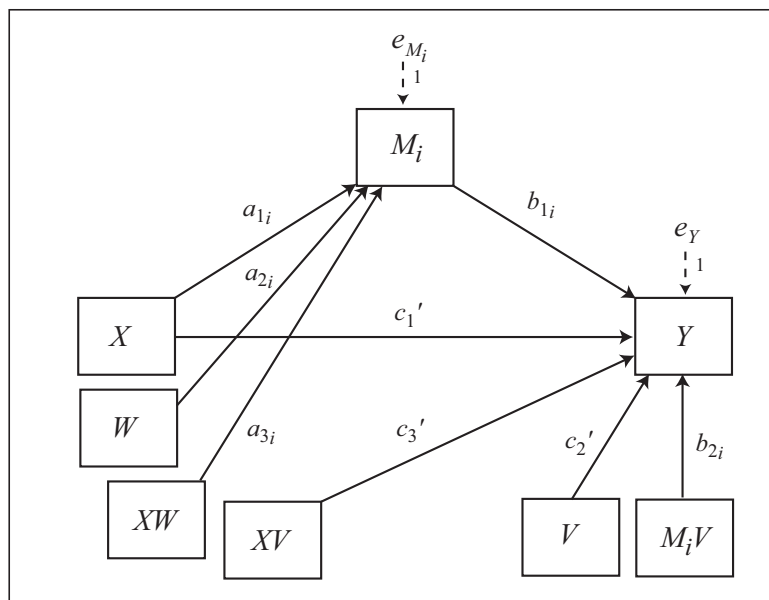 e_{M_i}
1
M_i
a_{1i}
b_{1i}
a_{2i}
e_Y
1
X
c_1′
Y
W
a_{3i}
c_3′
c_2′
b_{2i}
XW
XV
V
M_iV